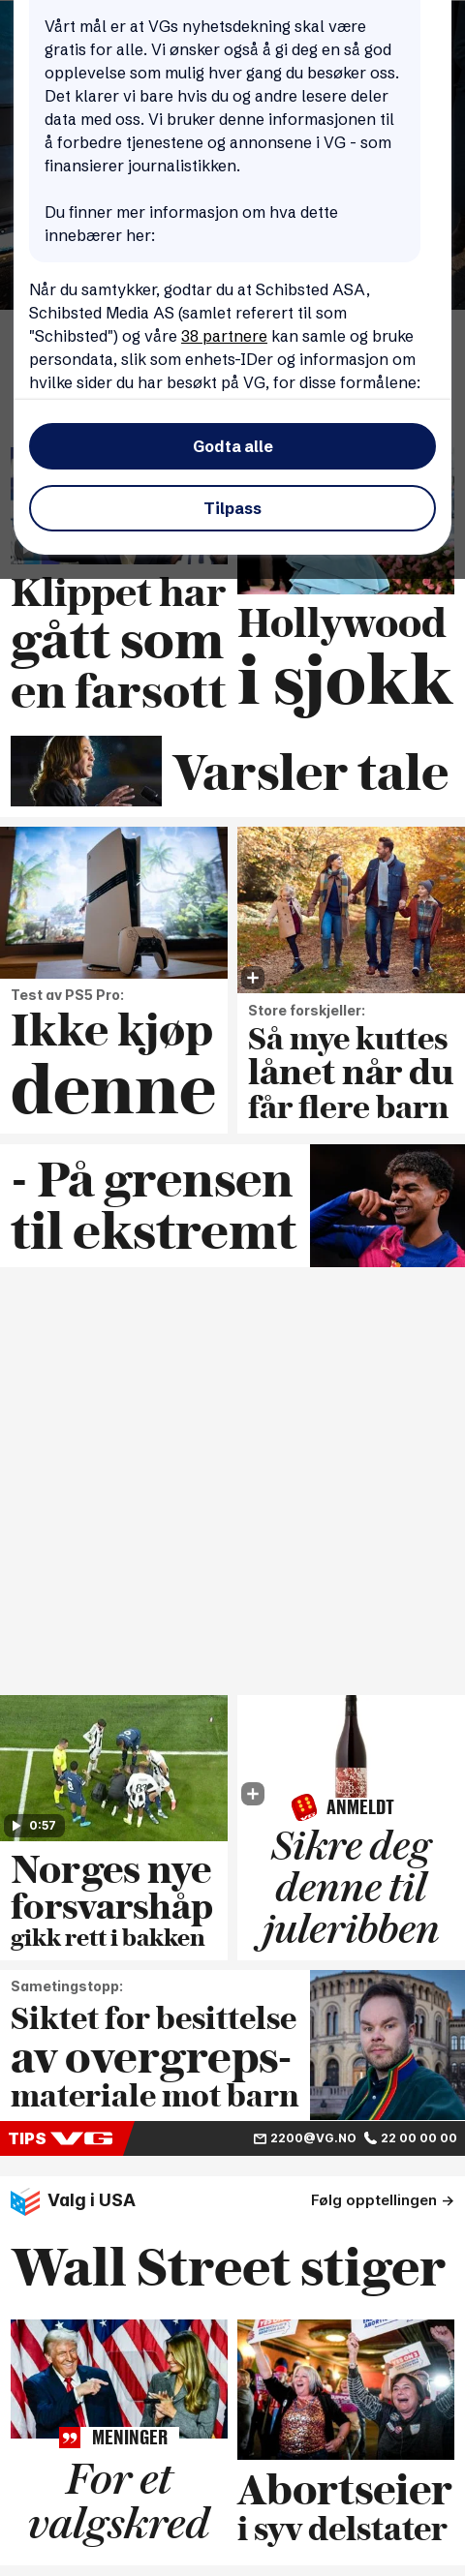 Vårt mål er at VGs nyhetsdekning skal være
gratis for alle. Vi ønsker også å gi deg en så god
opplevelse som mulig hver gang du besøker oss.
Det klarer vi bare hvis du og andre lesere deler
data med oss. Vi bruker denne informasjonen til
å forbedre tjenestene og annonsene i VG - som
finansierer journalistikken.
Du finner mer informasjon om hva dette
innebærer her:
Når du samtykker, godtar du at Schibsted ASA,
Schibsted Media AS (samlet referert til som
"Schibsted") og våre 38 partnere kan samle og bruke
persondata, slik som enhets-IDer og informasjon om
hvilke sider du har besøkt på VG, for disse formålene:
Godta alle
Tilpass
Klippet har
gått som
en farsott
Hollywood
i sjokk
Varsler tale
Test av PS5 Pro:
Ikke kjøp
denne
Store forskjeller:
Så mye kuttes
lånet når du
får flere barn
- På grensen
til ekstremt
0:57
Norges nye
forsvarshåp
gikk rett i bakken
ANMELDT
Sikre deg
denne til
juleribben
Sametingstopp:
Siktet for besittelse
av overgreps-
materiale mot barn
TIPS VG
2200@VG.NO 22 00 00 00
Valg i USA
Følg opptellingen →
Wall Street stiger
MENINGER
For et
valgskred
Abortseier
i syv delstater